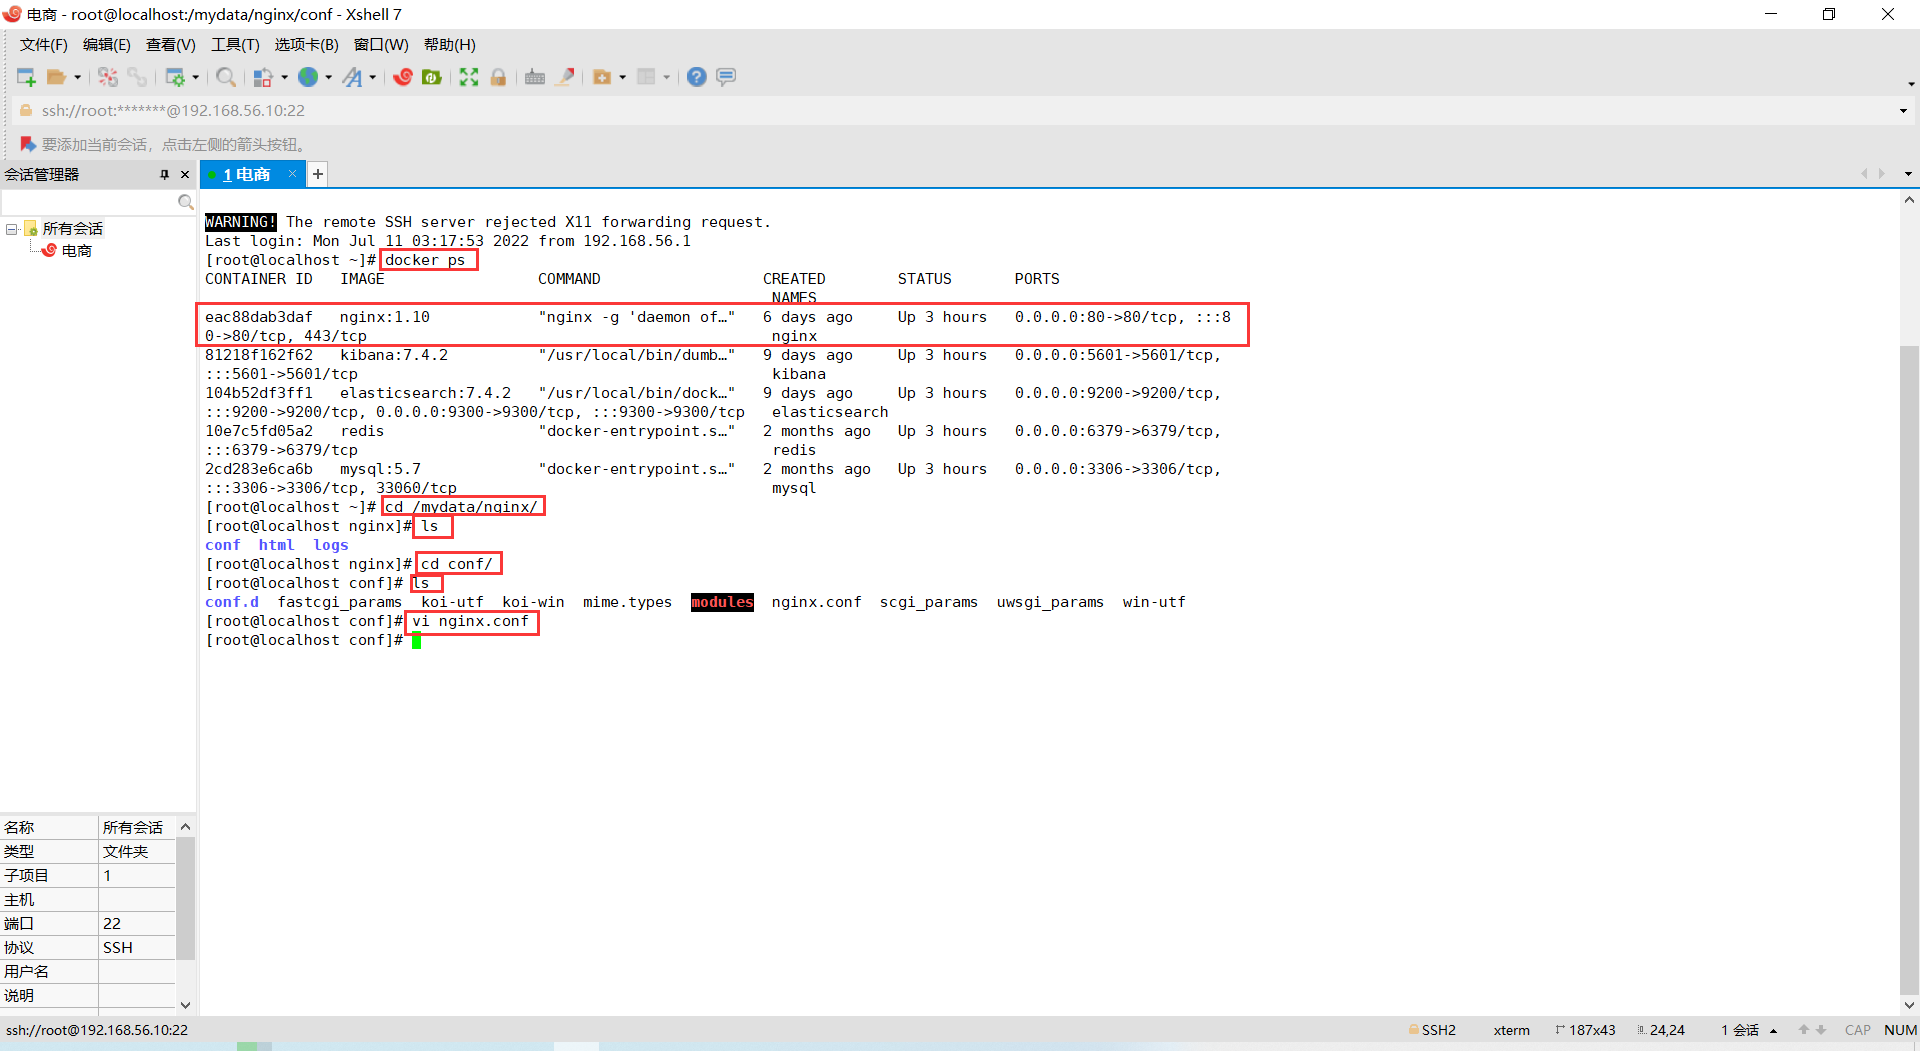 电商 - root@localhost:/mydata/nginx/conf - Xshell 7
文件(F) 编辑(E) 查看(V) 工具(T) 选项卡(B) 窗口(W) 帮助(H)
ssh://root:*******@192.168.56.10:22
要添加当前会话，点击左侧的箭头按钮。
会话管理器
1 电商
所有会话
电商
WARNING! The remote SSH server rejected X11 forwarding request.
Last login: Mon Jul 11 03:17:53 2022 from 192.168.56.1
[root@localhost ~]# docker ps
CONTAINER ID   IMAGE                 COMMAND                  CREATED        STATUS       PORTS
NAMES
eac88dab3daf   nginx:1.10            "nginx -g 'daemon of…"   6 days ago     Up 3 hours   0.0.0.0:80->80/tcp, :::8
0->80/tcp, 443/tcp                                             nginx
81218f162f62   kibana:7.4.2          "/usr/local/bin/dumb…"   9 days ago     Up 3 hours   0.0.0.0:5601->5601/tcp,
:::5601->5601/tcp                                              kibana
104b52df3ff1   elasticsearch:7.4.2   "/usr/local/bin/dock…"   9 days ago     Up 3 hours   0.0.0.0:9200->9200/tcp,
:::9200->9200/tcp, 0.0.0.0:9300->9300/tcp, :::9300->9300/tcp   elasticsearch
10e7c5fd05a2   redis                 "docker-entrypoint.s…"   2 months ago   Up 3 hours   0.0.0.0:6379->6379/tcp,
:::6379->6379/tcp                                              redis
2cd283e6ca6b   mysql:5.7             "docker-entrypoint.s…"   2 months ago   Up 3 hours   0.0.0.0:3306->3306/tcp,
:::3306->3306/tcp, 33060/tcp                                   mysql
[root@localhost ~]# cd /mydata/nginx/
[root@localhost nginx]# ls
conf  html  logs
[root@localhost nginx]# cd conf/
[root@localhost conf]# ls
conf.d  fastcgi_params  koi-utf  koi-win  mime.types  modules  nginx.conf  scgi_params  uwsgi_params  win-utf
[root@localhost conf]# vi nginx.conf
[root@localhost conf]#
名称 所有会话
类型 文件夹
子项目 1
主机
端口 22
协议 SSH
用户名
说明
ssh://root@192.168.56.10:22 SSH2 xterm 187x43 24,24 1 会话 CAP NUM